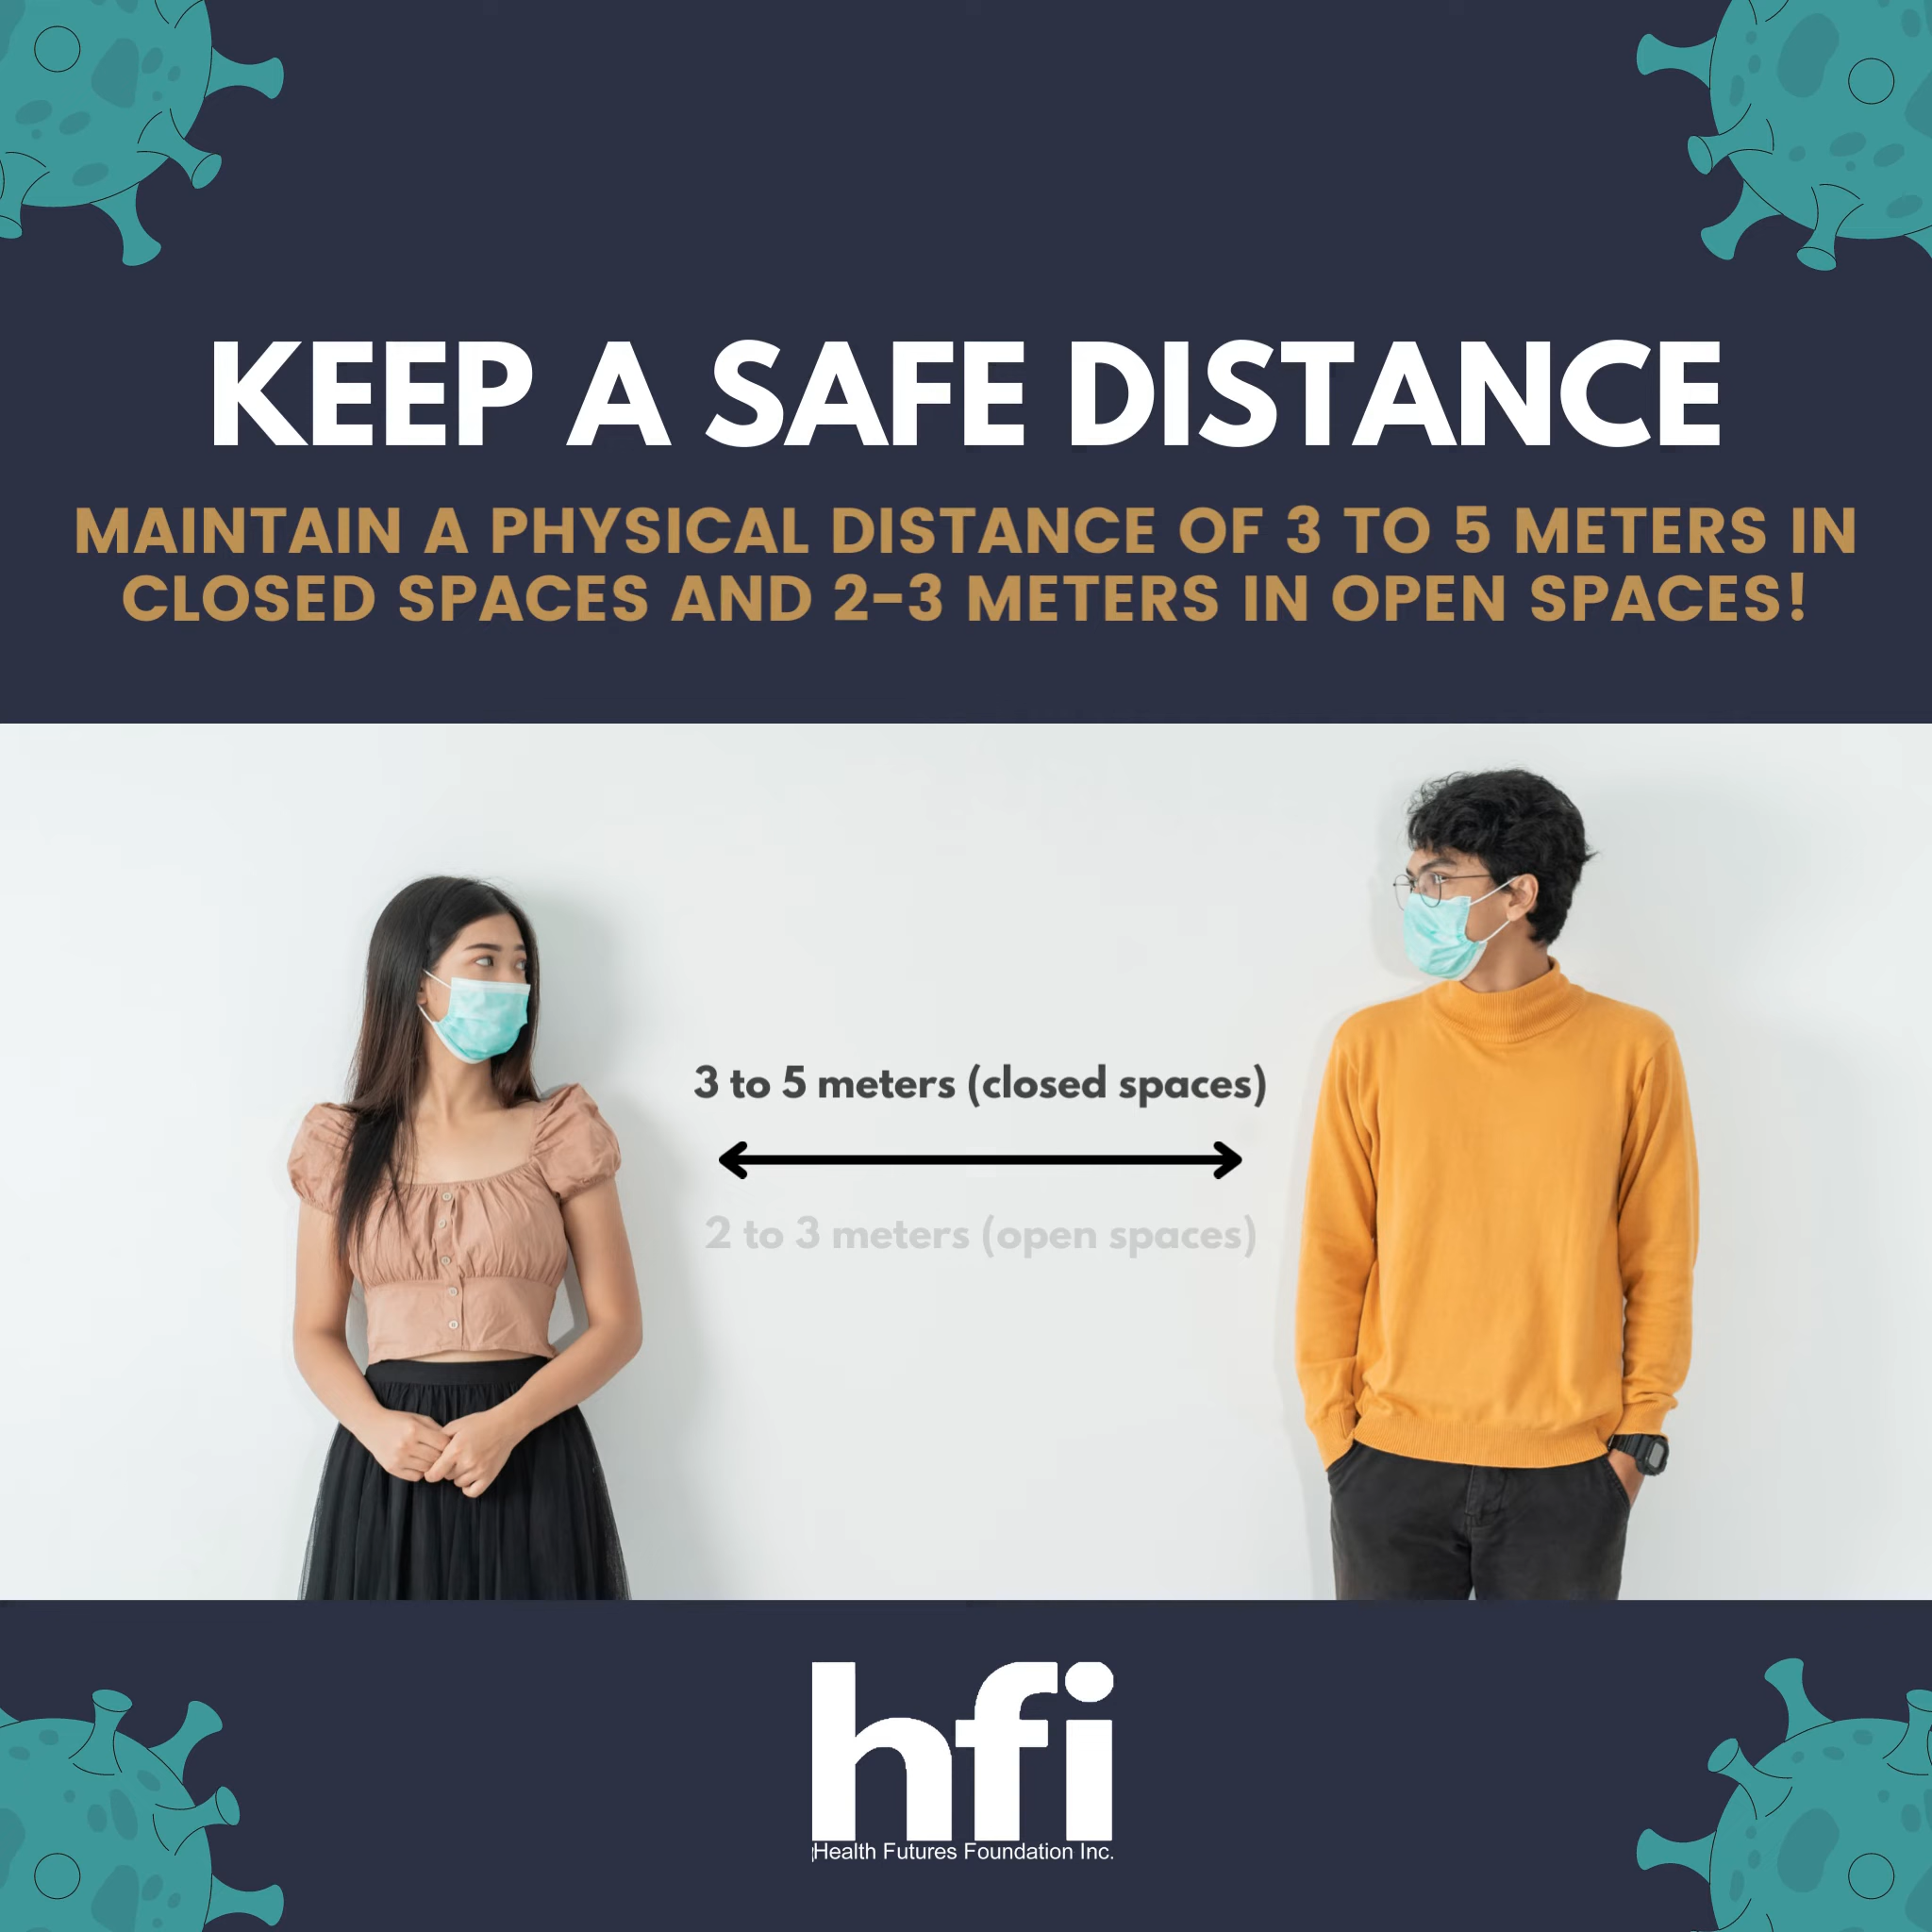 KEEP A SAFE DISTANCE
MAINTAIN A PHYSICAL DISTANCE OF 3 TO 5 METERS IN
CLOSED SPACES AND 2-3 METERS IN OPEN SPACES!
3 to 5 meters (closed spaces)
2 to 3 meters (open spaces)
hfi
Health Futures Foundation Inc.